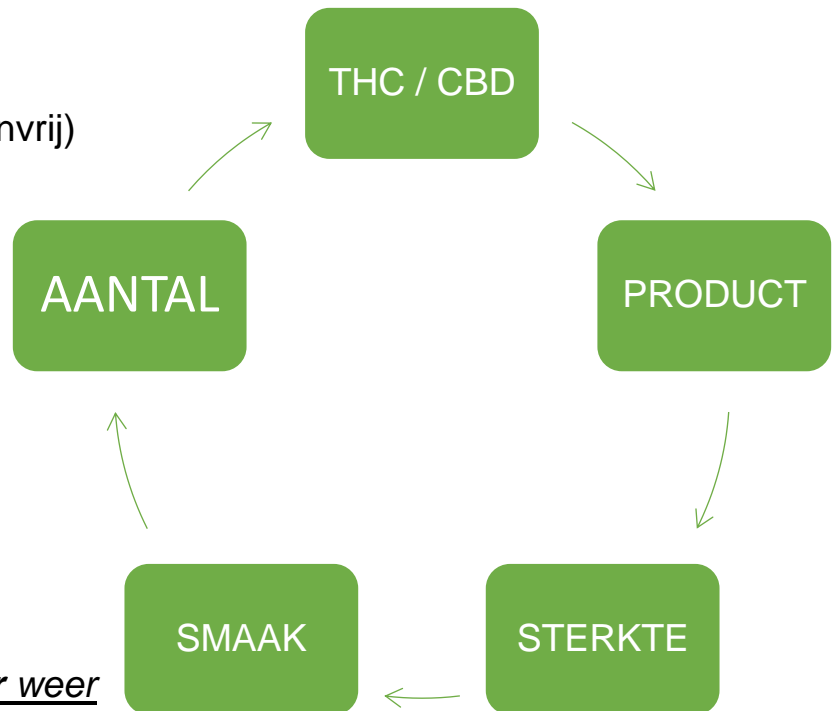 THC / CBD
nvrij)
AANTAL
PRODUCT
SMAAK
STERKTE
r weer